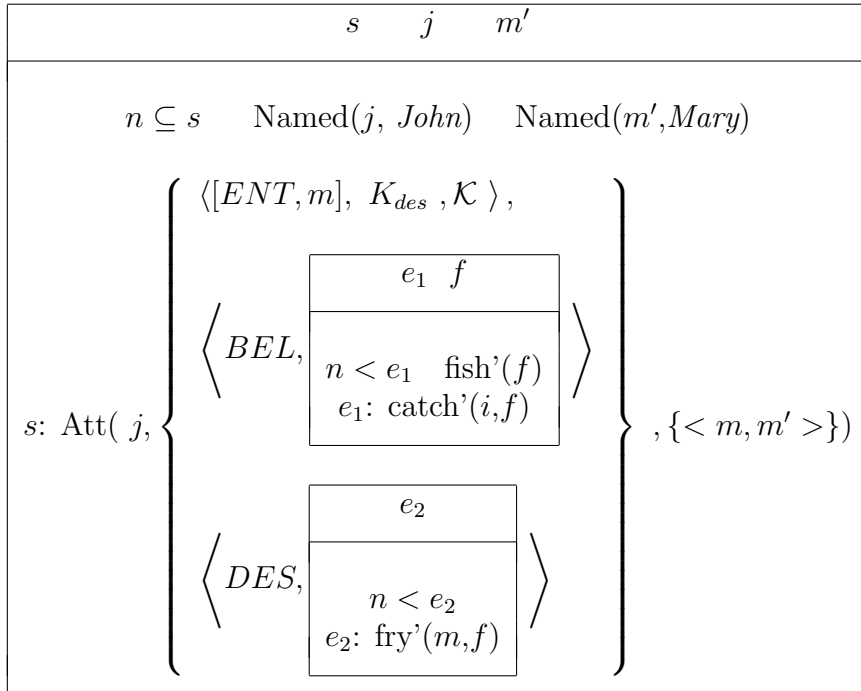 s j m′
n ⊆ s Named(j, John) Named(m′,Mary)
⟨[ENT, m], K_des , 𝒦 ⟩,
e₁ f
⟨BEL, ⟩
n < e₁ fish’(f)
e₁: catch’(i,f)
s: Att( j, { } , {< m, m′ >})
e₂
⟨DES, ⟩
n < e₂
e₂: fry’(m,f)